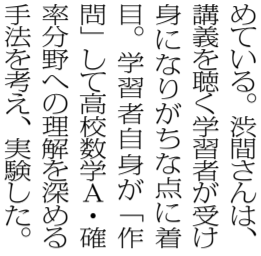 めている。渋間さんは、
講義を聴く学習者が受け
身になりがちな点に着
目。学習者自身が「作
問」して高校数学A・確
率分野への理解を深める
手法を考え、実験した。